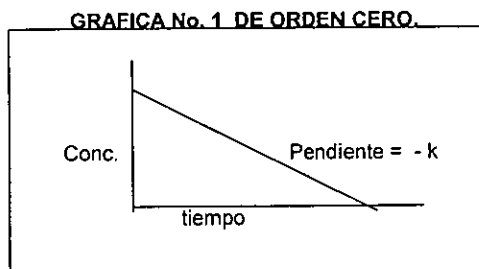 GRAFICA No. 1 DE ORDEN CERO.
Conc.
Pendiente = - k
tiempo